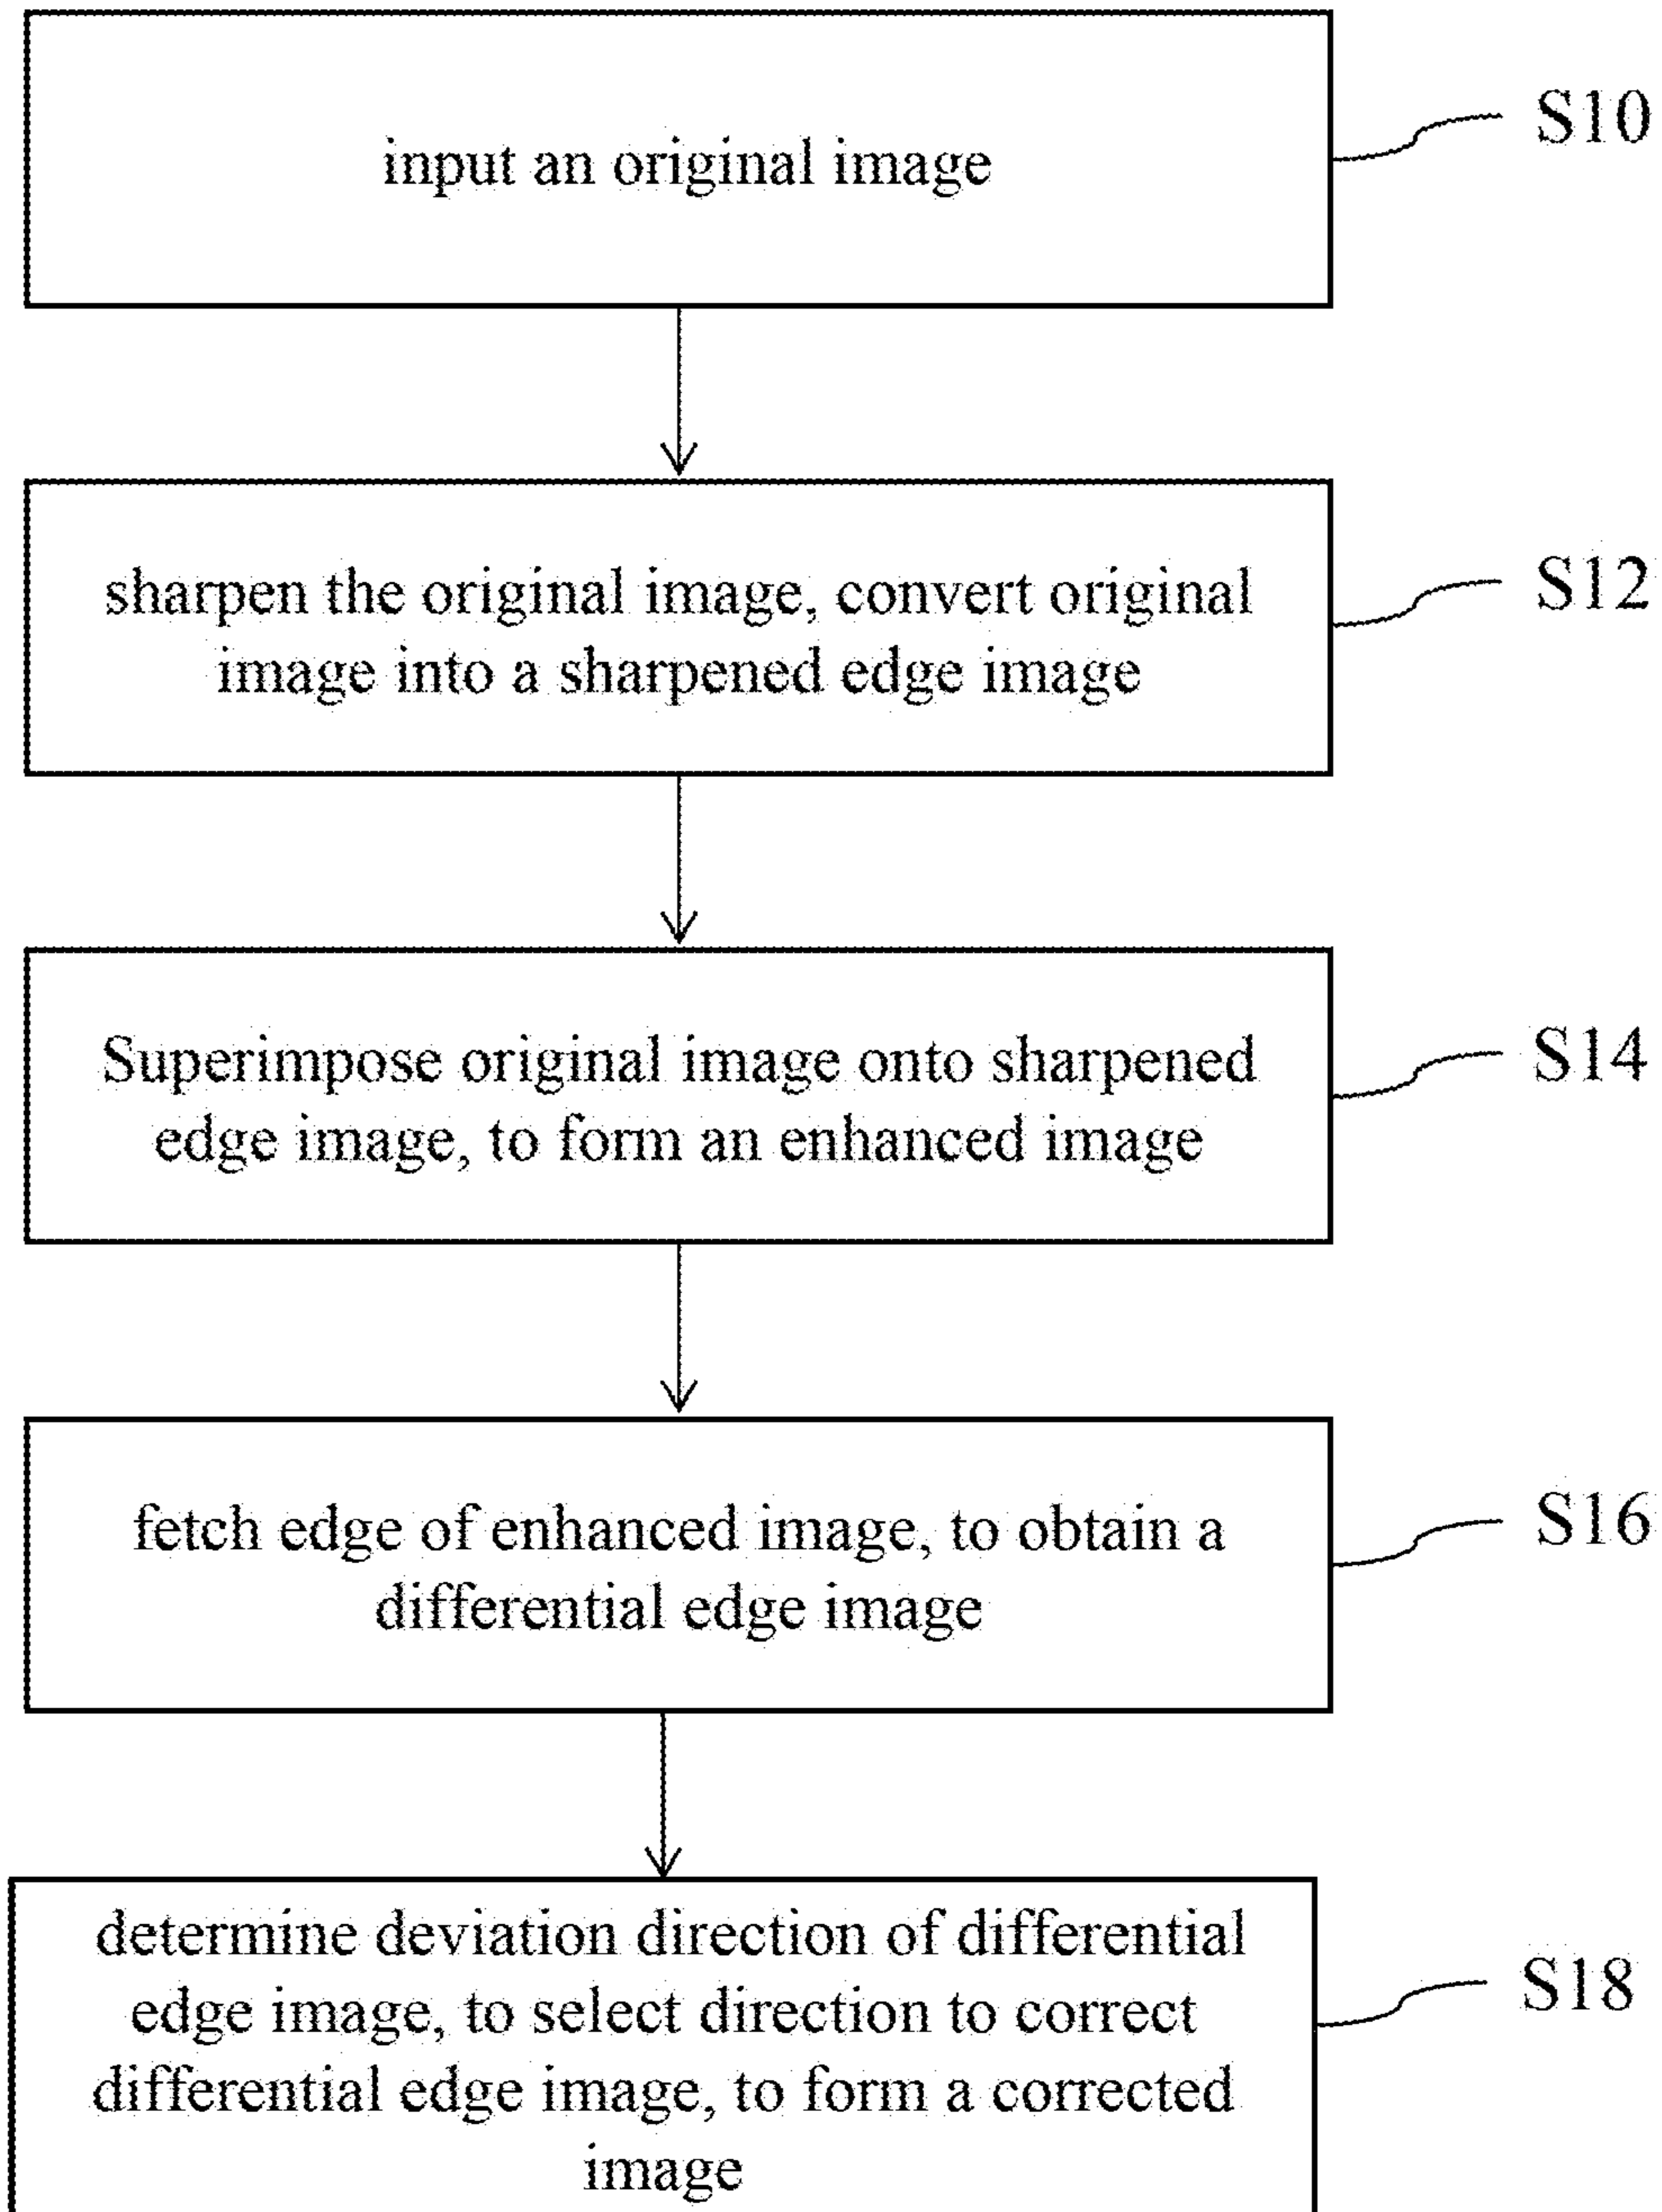 input an original image
S10
sharpen the original image, convert original
image into a sharpened edge image
S12
Superimpose original image onto sharpened
edge image, to form an enhanced image
S14
fetch edge of enhanced image, to obtain a
differential edge image
S16
determine deviation direction of differential
edge image, to select direction to correct
differential edge image, to form a corrected
image
S18